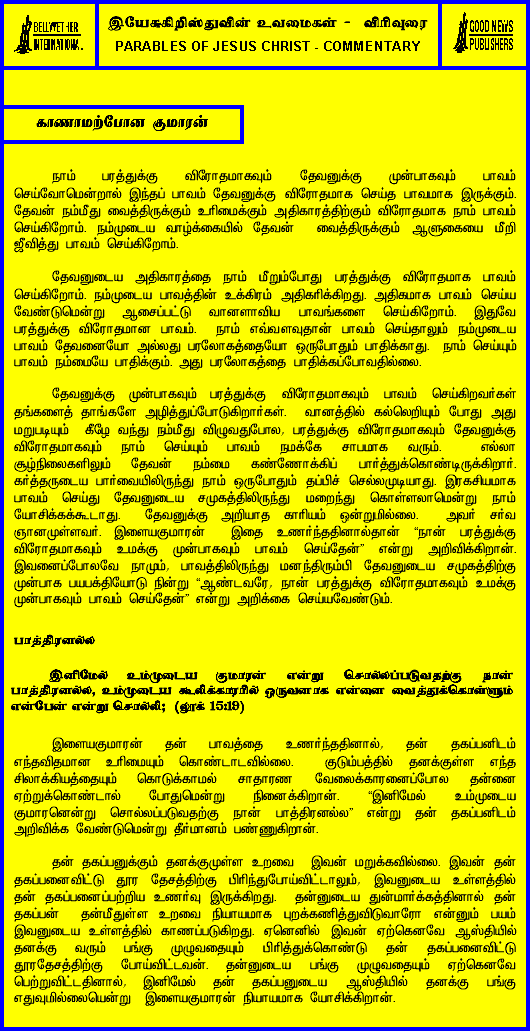 BELLWETHER
INTERNATIONAL.
இயேசுகிறிஸ்துவின் உவமைகள் - விரிவுரை
PARABLES OF JESUS CHRIST - COMMENTARY
GOOD NEWS
PUBLISHERS
காணாமற்போன குமாரன்
நாம் பரத்துக்கு விரோதமாகவும் தேவனுக்கு முன்பாகவும் பாவம்
செய்வோமென்றால் இந்தப் பாவம் தேவனுக்கு விரோதமாக செய்த பாவமாக இருக்கும்.
தேவன் நம்மீது வைத்திருக்கும் உரிமைக்கும் அதிகாரத்திற்கும் விரோதமாக நாம் பாவம்
செய்கிறோம். நம்முடைய வாழ்க்கையில் தேவன் வைத்திருக்கும் ஆளுகையை மீறி
ஜீவித்து பாவம் செய்கிறோம்.
தேவனுடைய அதிகாரத்தை நாம் மீறும்போது பரத்துக்கு விரோதமாக பாவம்
செய்கிறோம். நம்முடைய பாவத்தின் உக்கிரம் அதிகரிக்கிறது. அதிகமாக பாவம் செய்ய
வேண்டுமென்று ஆசைப்பட்டு வானளாவிய பாவங்களை செய்கிறோம். இதுவே
பரத்துக்கு விரோதமான பாவம். நாம் எவ்வளவுதான் பாவம் செய்தாலும் நம்முடைய
பாவம் தேவனையோ அல்லது பரலோகத்தையோ ஒருபோதும் பாதிக்காது. நாம் செய்யும்
பாவம் நம்மையே பாதிக்கும். அது பரலோகத்தை பாதிக்கப்போவதில்லை.
தேவனுக்கு முன்பாகவும் பரத்துக்கு விரோதமாகவும் பாவம் செய்கிறவர்கள்
தங்களைத் தாங்களே அழித்துப்போடுகிறார்கள். வானத்தில் கல்லெறியும் போது அது
மறுபடியும் கீழே வந்து நம்மீது விழுவதுபோல, பரத்துக்கு விரோதமாகவும் தேவனுக்கு
விரோதமாகவும் நாம் செய்யும் பாவம் நமக்கே சாபமாக வரும். எல்லா
சூழ்நிலைகளிலும் தேவன் நம்மை கண்ணோக்கிப் பார்த்துக்கொண்டிருக்கிறார்.
கர்த்தருடைய பார்வையிலிருந்து நாம் ஒருபோதும் தப்பிச் செல்லமுடியாது. இரகசியமாக
பாவம் செய்து தேவனுடைய சமுகத்திலிருந்து மறைந்து கொள்ளலாமென்று நாம்
யோசிக்கக்கூடாது. தேவனுக்கு அறியாத காரியம் ஒன்றுமில்லை. அவர் சர்வ
ஞானமுள்ளவர். இளையகுமாரன் இதை உணர்ந்ததினால்தான் “நான் பரத்துக்கு
விரோதமாகவும் உமக்கு முன்பாகவும் பாவம் செய்தேன்” என்று அறிவிக்கிறான்.
இவனைப்போலவே நாமும், பாவத்திலிருந்து மனந்திரும்பி தேவனுடைய சமுகத்திற்கு
முன்பாக பயபக்தியோடு நின்று “ஆண்டவரே, நான் பரத்துக்கு விரோதமாகவும் உமக்கு
முன்பாகவும் பாவம் செய்தேன்” என்று அறிக்கை செய்யவேண்டும்.
பாத்திரனல்ல
இனிமேல் உம்முடைய குமாரன் என்று சொல்லப்படுவதற்கு நான்
பாத்திரனல்ல, உம்முடைய கூலிக்காரரில் ஒருவனாக என்னை வைத்துக்கொள்ளும்
என்பேன் என்று சொல்லி; (லூக் 15:19)
இளையகுமாரன் தன் பாவத்தை உணர்ந்ததினால், தன் தகப்பனிடம்
எந்தவிதமான உரிமையும் கொண்டாடவில்லை. குடும்பத்தில் தனக்குள்ள எந்த
சிலாக்கியத்தையும் கொடுக்காமல் சாதாரண வேலைக்காரனைப்போல தன்னை
ஏற்றுக்கொண்டால் போதுமென்று நினைக்கிறான். “இனிமேல் உம்முடைய
குமாரனென்று சொல்லப்படுவதற்கு நான் பாத்திரனல்ல” என்று தன் தகப்பனிடம்
அறிவிக்க வேண்டுமென்று தீர்மானம் பண்ணுகிறான்.
தன் தகப்பனுக்கும் தனக்குமுள்ள உறவை இவன் மறுக்கவில்லை. இவன் தன்
தகப்பனைவிட்டு தூர தேசத்திற்கு பிரிந்துபோய்விட்டாலும், இவனுடைய உள்ளத்தில்
தன் தகப்பனைப்பற்றிய உணர்வு இருக்கிறது. தன்னுடைய துன்மார்க்கத்தினால் தன்
தகப்பன் தன்மீதுள்ள உறவை நியாயமாக புறக்கணித்துவிடுவாரோ என்னும் பயம்
இவனுடைய உள்ளத்தில் காணப்படுகிறது. ஏனெனில் இவன் ஏற்கெனவே ஆஸ்தியில்
தனக்கு வரும் பங்கு முழுவதையும் பிரித்துக்கொண்டு தன் தகப்பனைவிட்டு
தூரதேசத்திற்கு போய்விட்டவன். தன்னுடைய பங்கு முழுவதையும் ஏற்கெனவே
பெற்றுவிட்டதினால், இனிமேல் தன் தகப்பனுடைய ஆஸ்தியில் தனக்கு பங்கு
எதுவுமில்லையென்று இளையகுமாரன் நியாயமாக யோசிக்கிறான்.